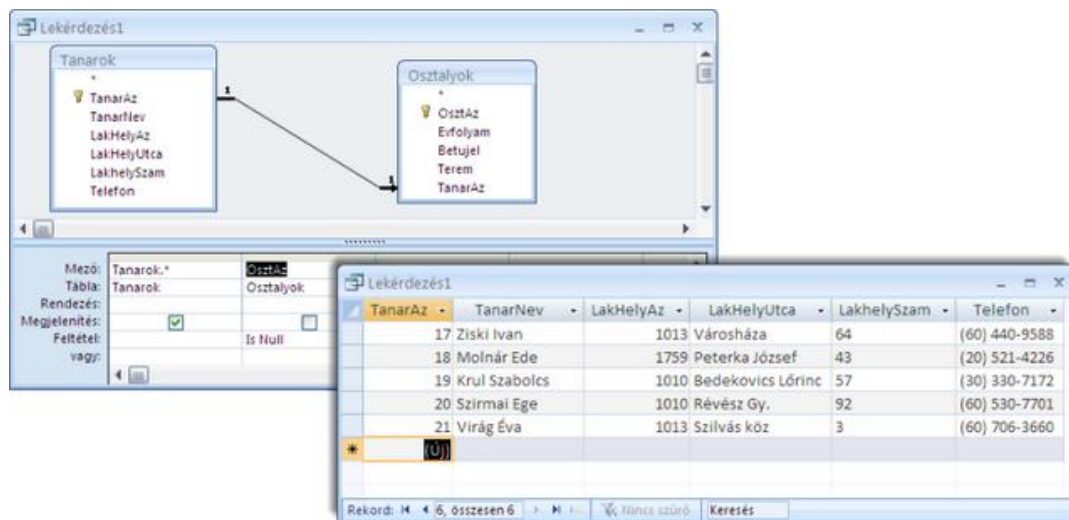 Lekérdezés1
Tanarok
*
TanarAz
TanarNev
LakHelyAz
LakHelyUtca
LakhelySzam
Telefon
1
1
Osztalyok
*
OsztAz
Evfolyam
Betujel
Terem
TanarAz
Mező: Tanarok.* OsztAz
Tábla: Tanarok Osztalyok
Rendezés:
Megjelenítés:
Feltétel: Is Null
vagy:
Lekérdezés1
TanarAz TanarNev LakHelyAz LakHelyUtca LakhelySzam Telefon
17 Ziski Ivan 1013 Városháza 64 (60) 440-9588
18 Molnár Ede 1759 Peterka József 43 (20) 521-4226
19 Krul Szabolcs 1010 Bedekovics Lőrinc 57 (30) 330-7172
20 Szirmai Ege 1010 Révész Gy. 92 (60) 530-7701
21 Virág Éva 1013 Szilvás köz 3 (60) 706-3660
* (Új)
Rekord: 6, összesen 6 Nincs szűrő Keresés